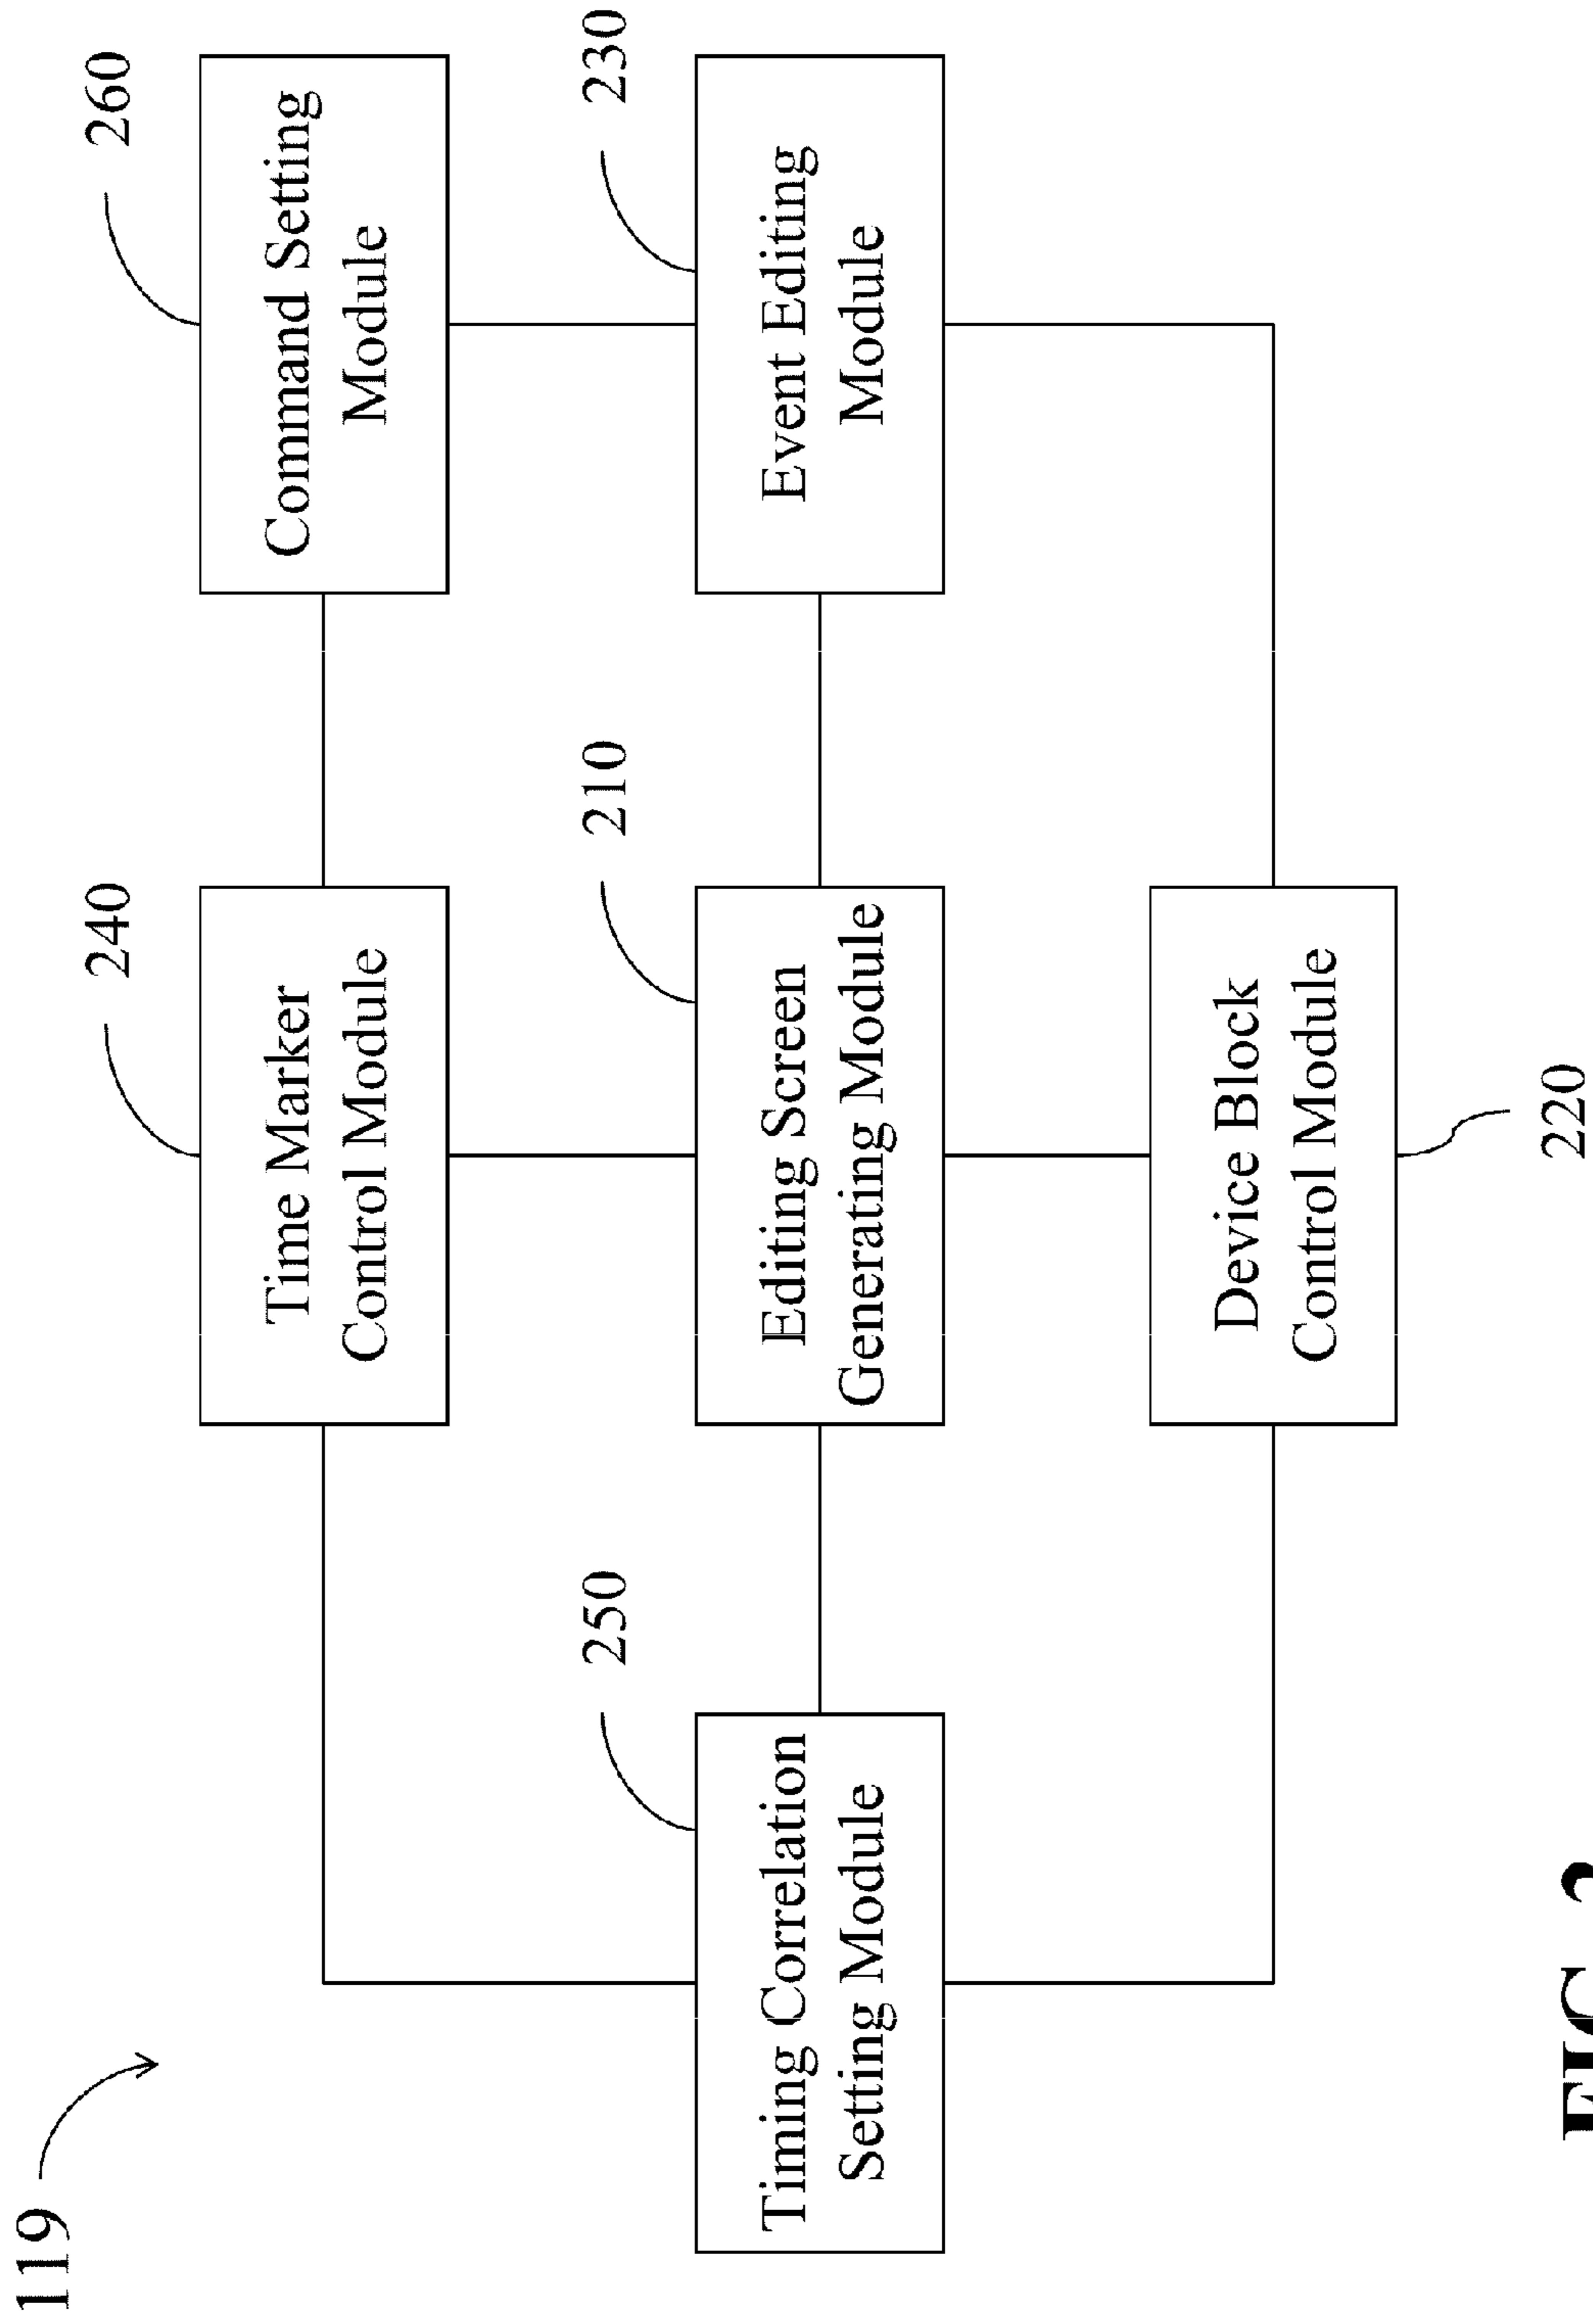 119
240
260
Time Marker
Control Module
Command Setting
Module
250
210
230
Timing Correlation
Setting Module
Editing Screen
Generating Module
Event Editing
Module
Device Block
Control Module
220